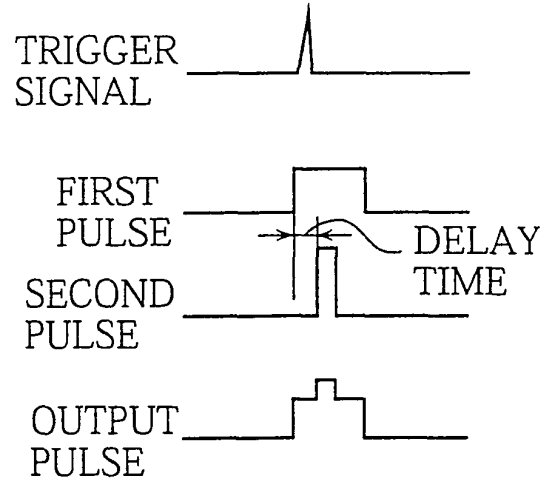 TRIGGER
SIGNAL
FIRST
PULSE
DELAY
TIME
SECOND
PULSE
OUTPUT
PULSE